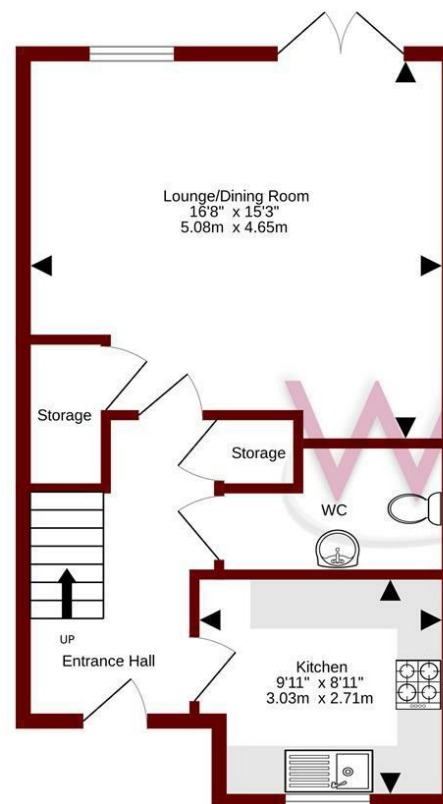 Lounge/Dining Room
16'8" x 15'3"
5.08m x 4.65m
Storage
Storage
WC
UP
Entrance Hall
Kitchen
9'11" x 8'11"
3.03m x 2.71m
W